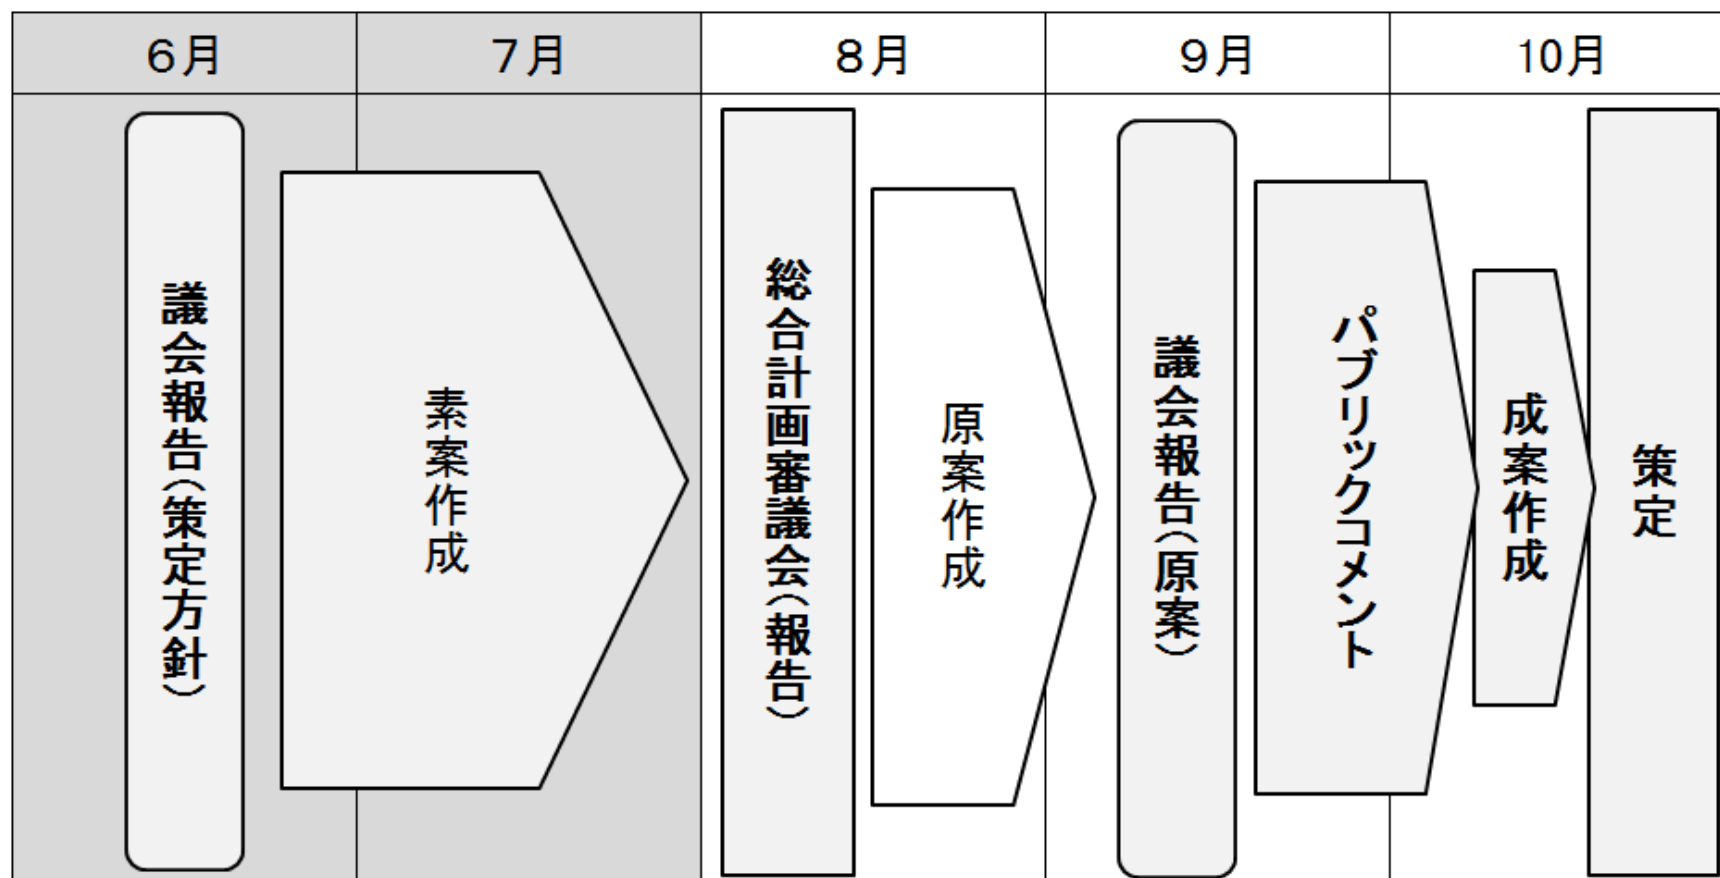 ６月
７月
８月
９月
10月
議会報告（策定方針）
素案作成
総合計画審議会（報告）
原案作成
議会報告（原案）
パブリックコメント
成案作成
策定